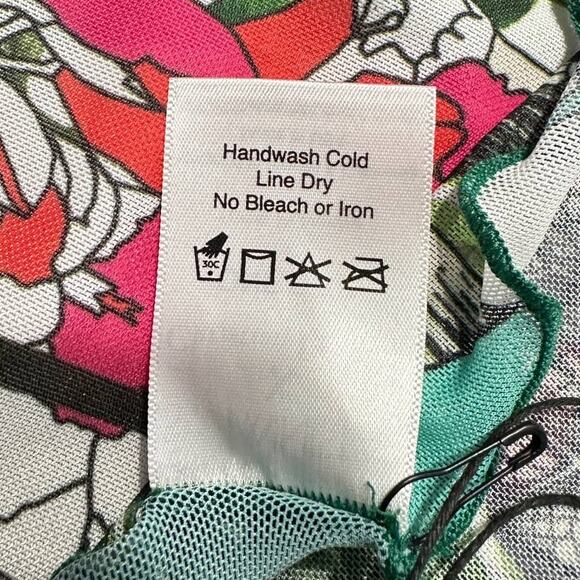 Handwash Cold
Line Dry
No Bleach or Iron
30C